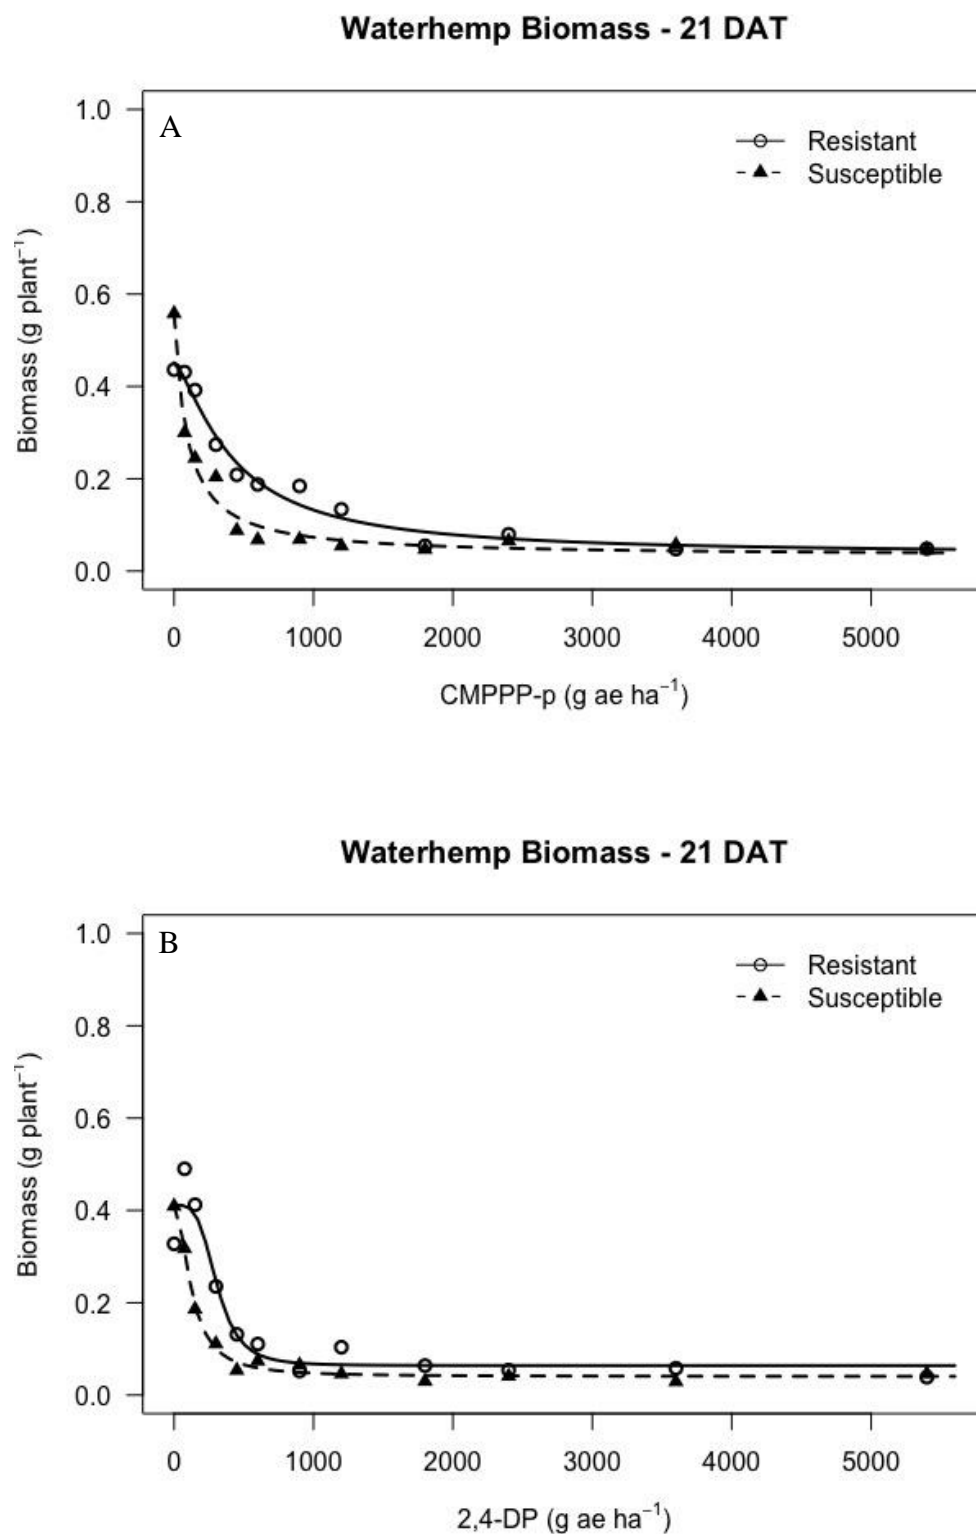 Waterhemp Biomass - 21 DAT
A
Resistant
Susceptible
1.0
0.8
0.6
0.4
0.2
0.0
Biomass (g plant⁻¹)
0 1000 2000 3000 4000 5000
CMPPP-p (g ae ha⁻¹)
Waterhemp Biomass - 21 DAT
B
Resistant
Susceptible
1.0
0.8
0.6
0.4
0.2
0.0
Biomass (g plant⁻¹)
0 1000 2000 3000 4000 5000
2,4-DP (g ae ha⁻¹)